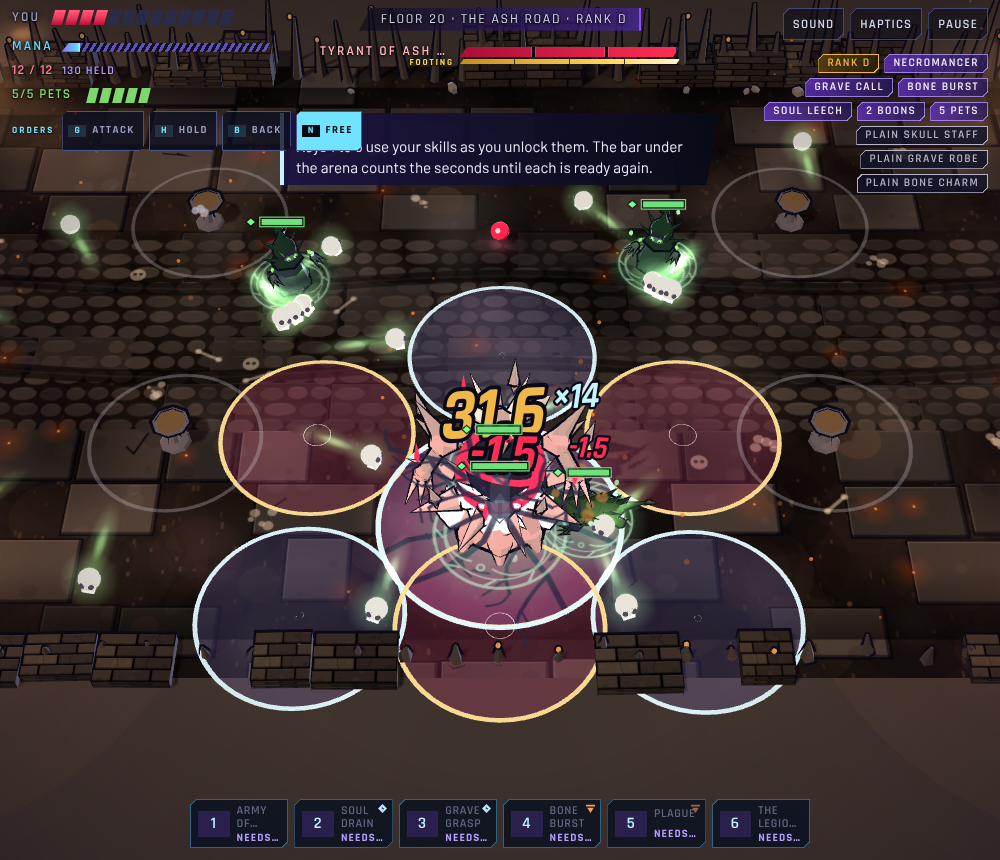 YOU
FLOOR 20 · THE ASH ROAD · RANK D
SOUND
HAPTICS
PAUSE
MANA
TYRANT OF ASH …
FOOTING
12 / 12 130 HELD
RANK D
NECROMANCER
5/5 PETS
GRAVE CALL
BONE BURST
SOUL LEECH
2 BOONS
5 PETS
ORDERS
G ATTACK
H HOLD
B BACK
N FREE
PLAIN SKULL STAFF
PLAIN GRAVE ROBE
PLAIN BONE CHARM
use your skills as you unlock them. The bar under
the arena counts the seconds until each is ready again.
31.6
×14
-1.5
-1.5
1 ARMY OF… NEEDS…
2 SOUL DRAIN NEEDS…
3 GRAVE GRASP NEEDS…
4 BONE BURST NEEDS…
5 PLAGUE NEEDS…
6 THE LEGIO… NEEDS…